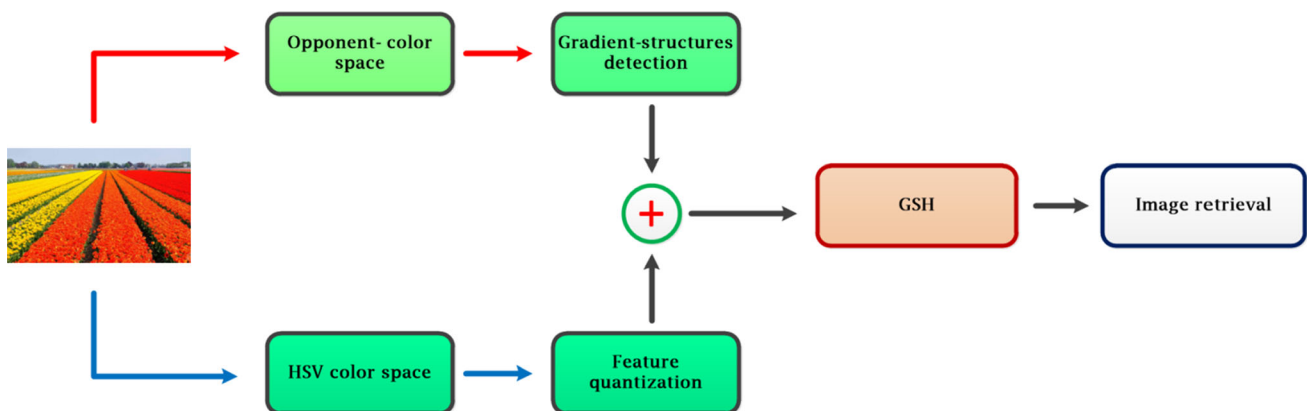 Opponent- color
space
Gradient-structures
detection
GSH
Image retrieval
HSV color space
Feature
quantization